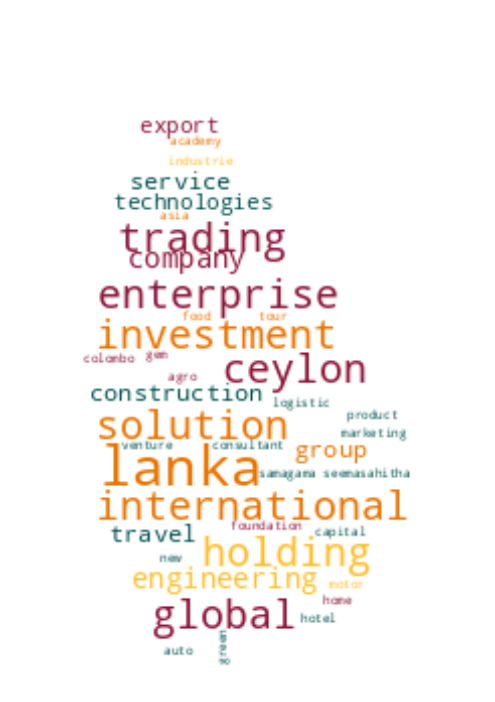 export
academy
industrie
service
technologies
asia
trading
company
enterprise
food tour
investment
colombo gem
ceylon
agro
construction
logistic
product
solution
marketing
venture consultant
group
lanka
samagama seemasahitha
international
foundation
travel capital
holding
new
engineering
motor
home
global
hotel
green
auto